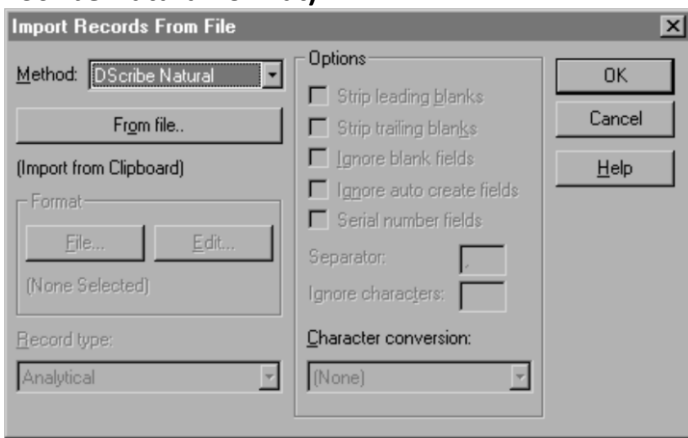 Import Records From File
Method: DScribe Natural
From file..
(Import from Clipboard)
Format
File... Edit...
(None Selected)
Record type:
Analytical
Options
Strip leading blanks
Strip trailing blanks
Ignore blank fields
Ignore auto create fields
Serial number fields
Separator: ,
Ignore characters:
Character conversion:
(None)
OK
Cancel
Help